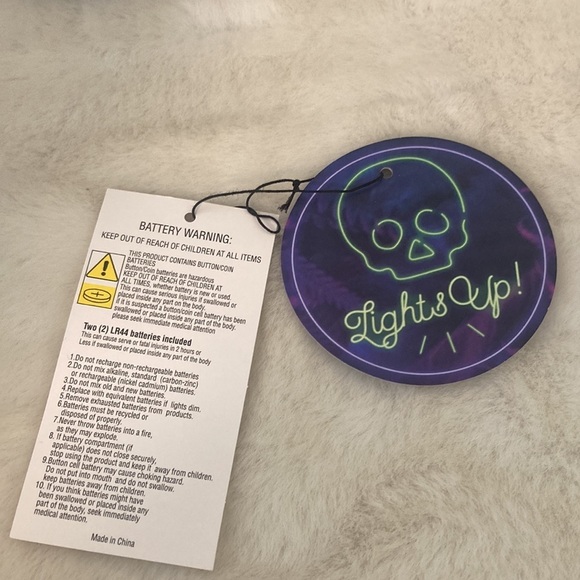 BATTERY WARNING:
KEEP OUT OF REACH OF CHILDREN AT ALL ITEMS
THIS PRODUCT CONTAINS BUTTON/COIN
BATTERIES
Button/Coin batteries are hazardous
KEEP OUT OF REACH OF CHILDREN AT
ALL TIMES, whether battery is new or used.
This can cause serious injures if swallowed or
placed inside any part on the body.
if it is suspected a button/coin cell battery has been
swallowed or placed inside any part of the body.
please seek immediate medical attention
Two (2) LR44 batteries included
This can cause serve or fatal injuries in 2 hours or
Less if swallowed or placed inside any part of the body
1.Do not recharge non-rechargeable batteries
2.Do not mix alkaline, standard (carbon-zinc)
or rechargeable (nickel cadmium) batteries.
3.Do not mix old and new batteries.
4.Replace with equivalent batteries if lights dim.
5.Remove exhausted batteries from products.
6.Batteries must be recycled or
disposed of properly.
7.Never throw batteries into a fire,
as they may explode.
8. If battery compartment (if
applicable) does not close securely,
stop using the product and keep it away from children.
9.Button cell battery may cause choking hazard.
Do not put into mouth and do not swallow.
keep batteries away from children.
10. If you think batteries might have
been swallowed or placed inside any
part of the body, seek immediately
medical attention.
Made in China
Lights Up!